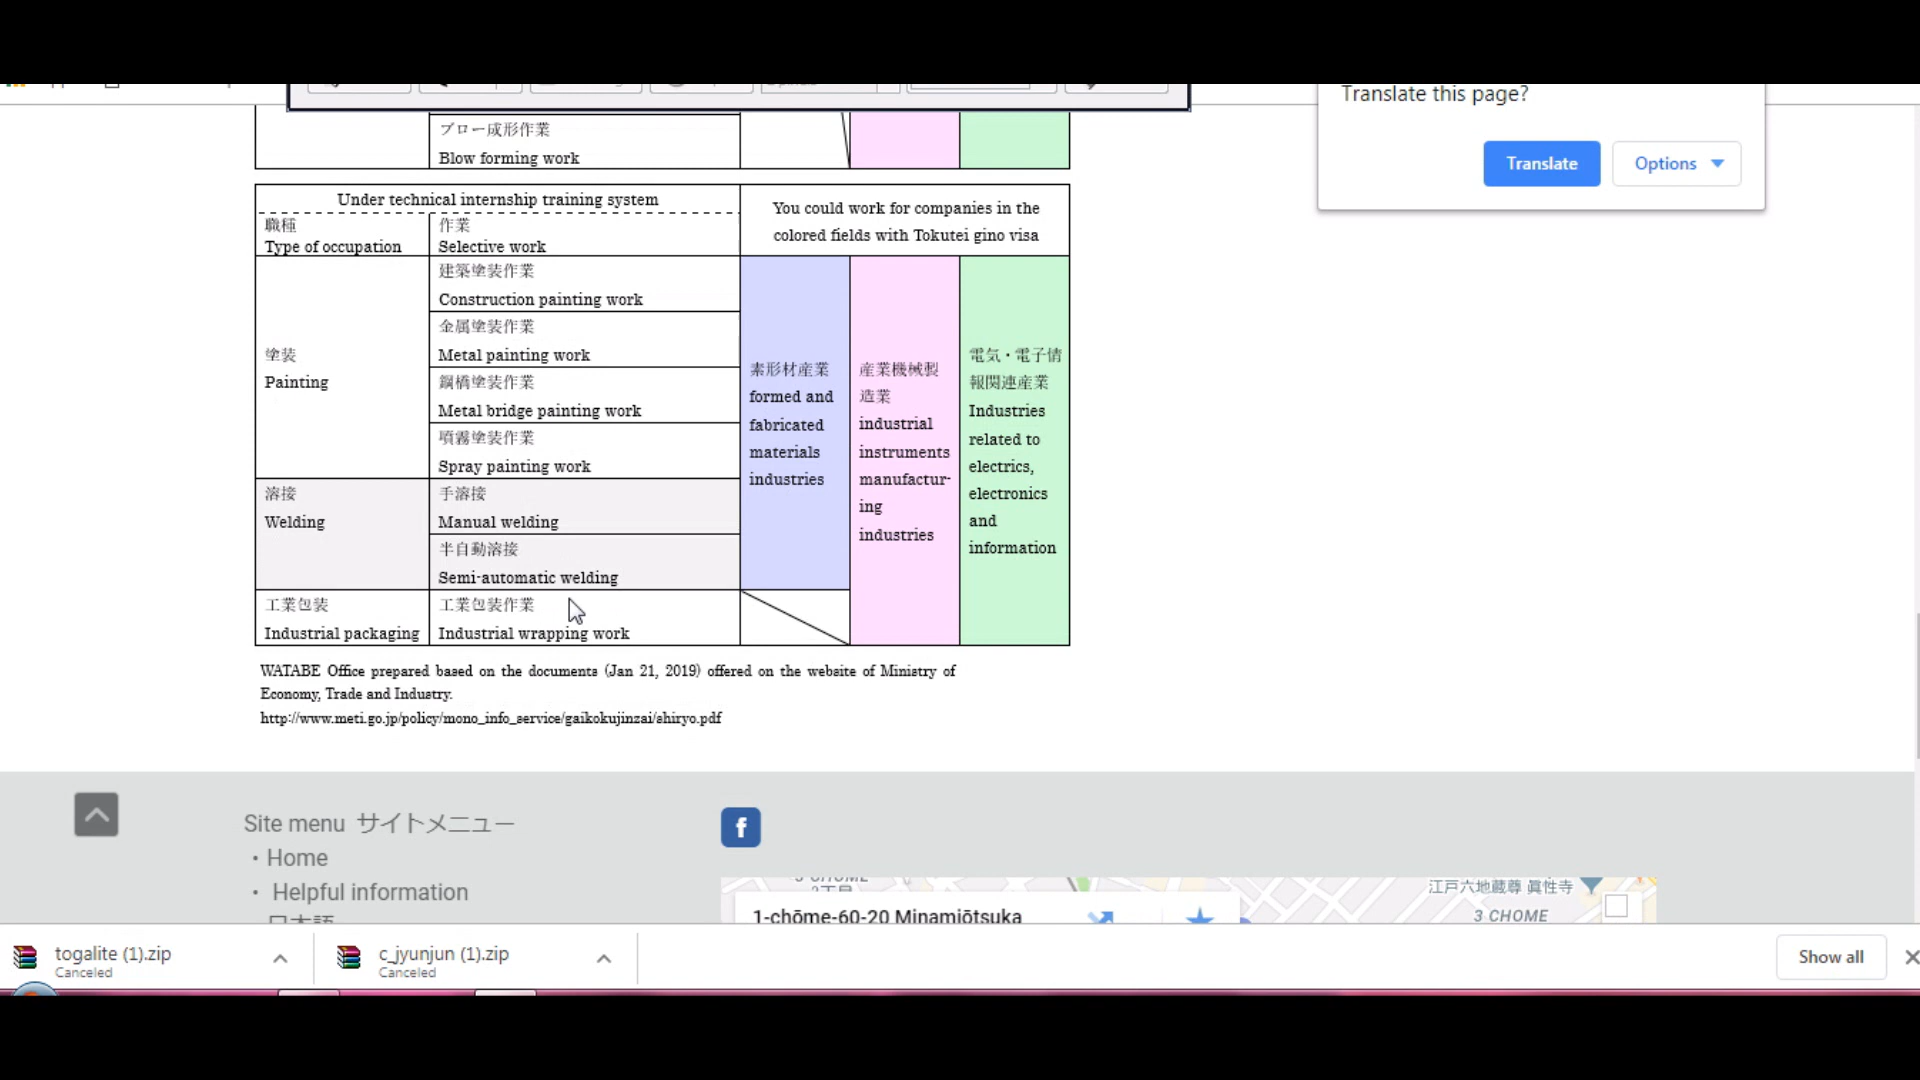 Translate this page?
Translate
Options
ブロー成形作業
Blow forming work
Under technical internship training system
You could work for companies in the
colored fields with Tokutei gino visa
職種
Type of occupation
作業
Selective work
塗装
Painting
建築塗装作業
Construction painting work
金属塗装作業
Metal painting work
鋼橋塗装作業
Metal bridge painting work
噴霧塗装作業
Spray painting work
溶接
Welding
手溶接
Manual welding
半自動溶接
Semi-automatic welding
工業包装
Industrial packaging
工業包装作業
Industrial wrapping work
素形材産業
formed and
fabricated
materials
industries
産業機械製
造業
industrial
instruments
manufactur-
ing
industries
電気・電子情
報関連産業
Industries
related to
electrics,
electronics
and
information
WATABE Office prepared based on the documents (Jan 21, 2019) offered on the website of Ministry of
Economy, Trade and Industry.
http://www.meti.go.jp/policy/mono_info_service/gaikokujinzai/shiryo.pdf
Site menu サイトメニュー
・Home
・ Helpful information
日本語
f
3 CHOME
2丁目
1-chōme-60-20 Minamiōtsuka
江戸六地蔵尊 眞性寺
3 CHOME
togalite (1).zip
Canceled
c_jyunjun (1).zip
Canceled
Show all